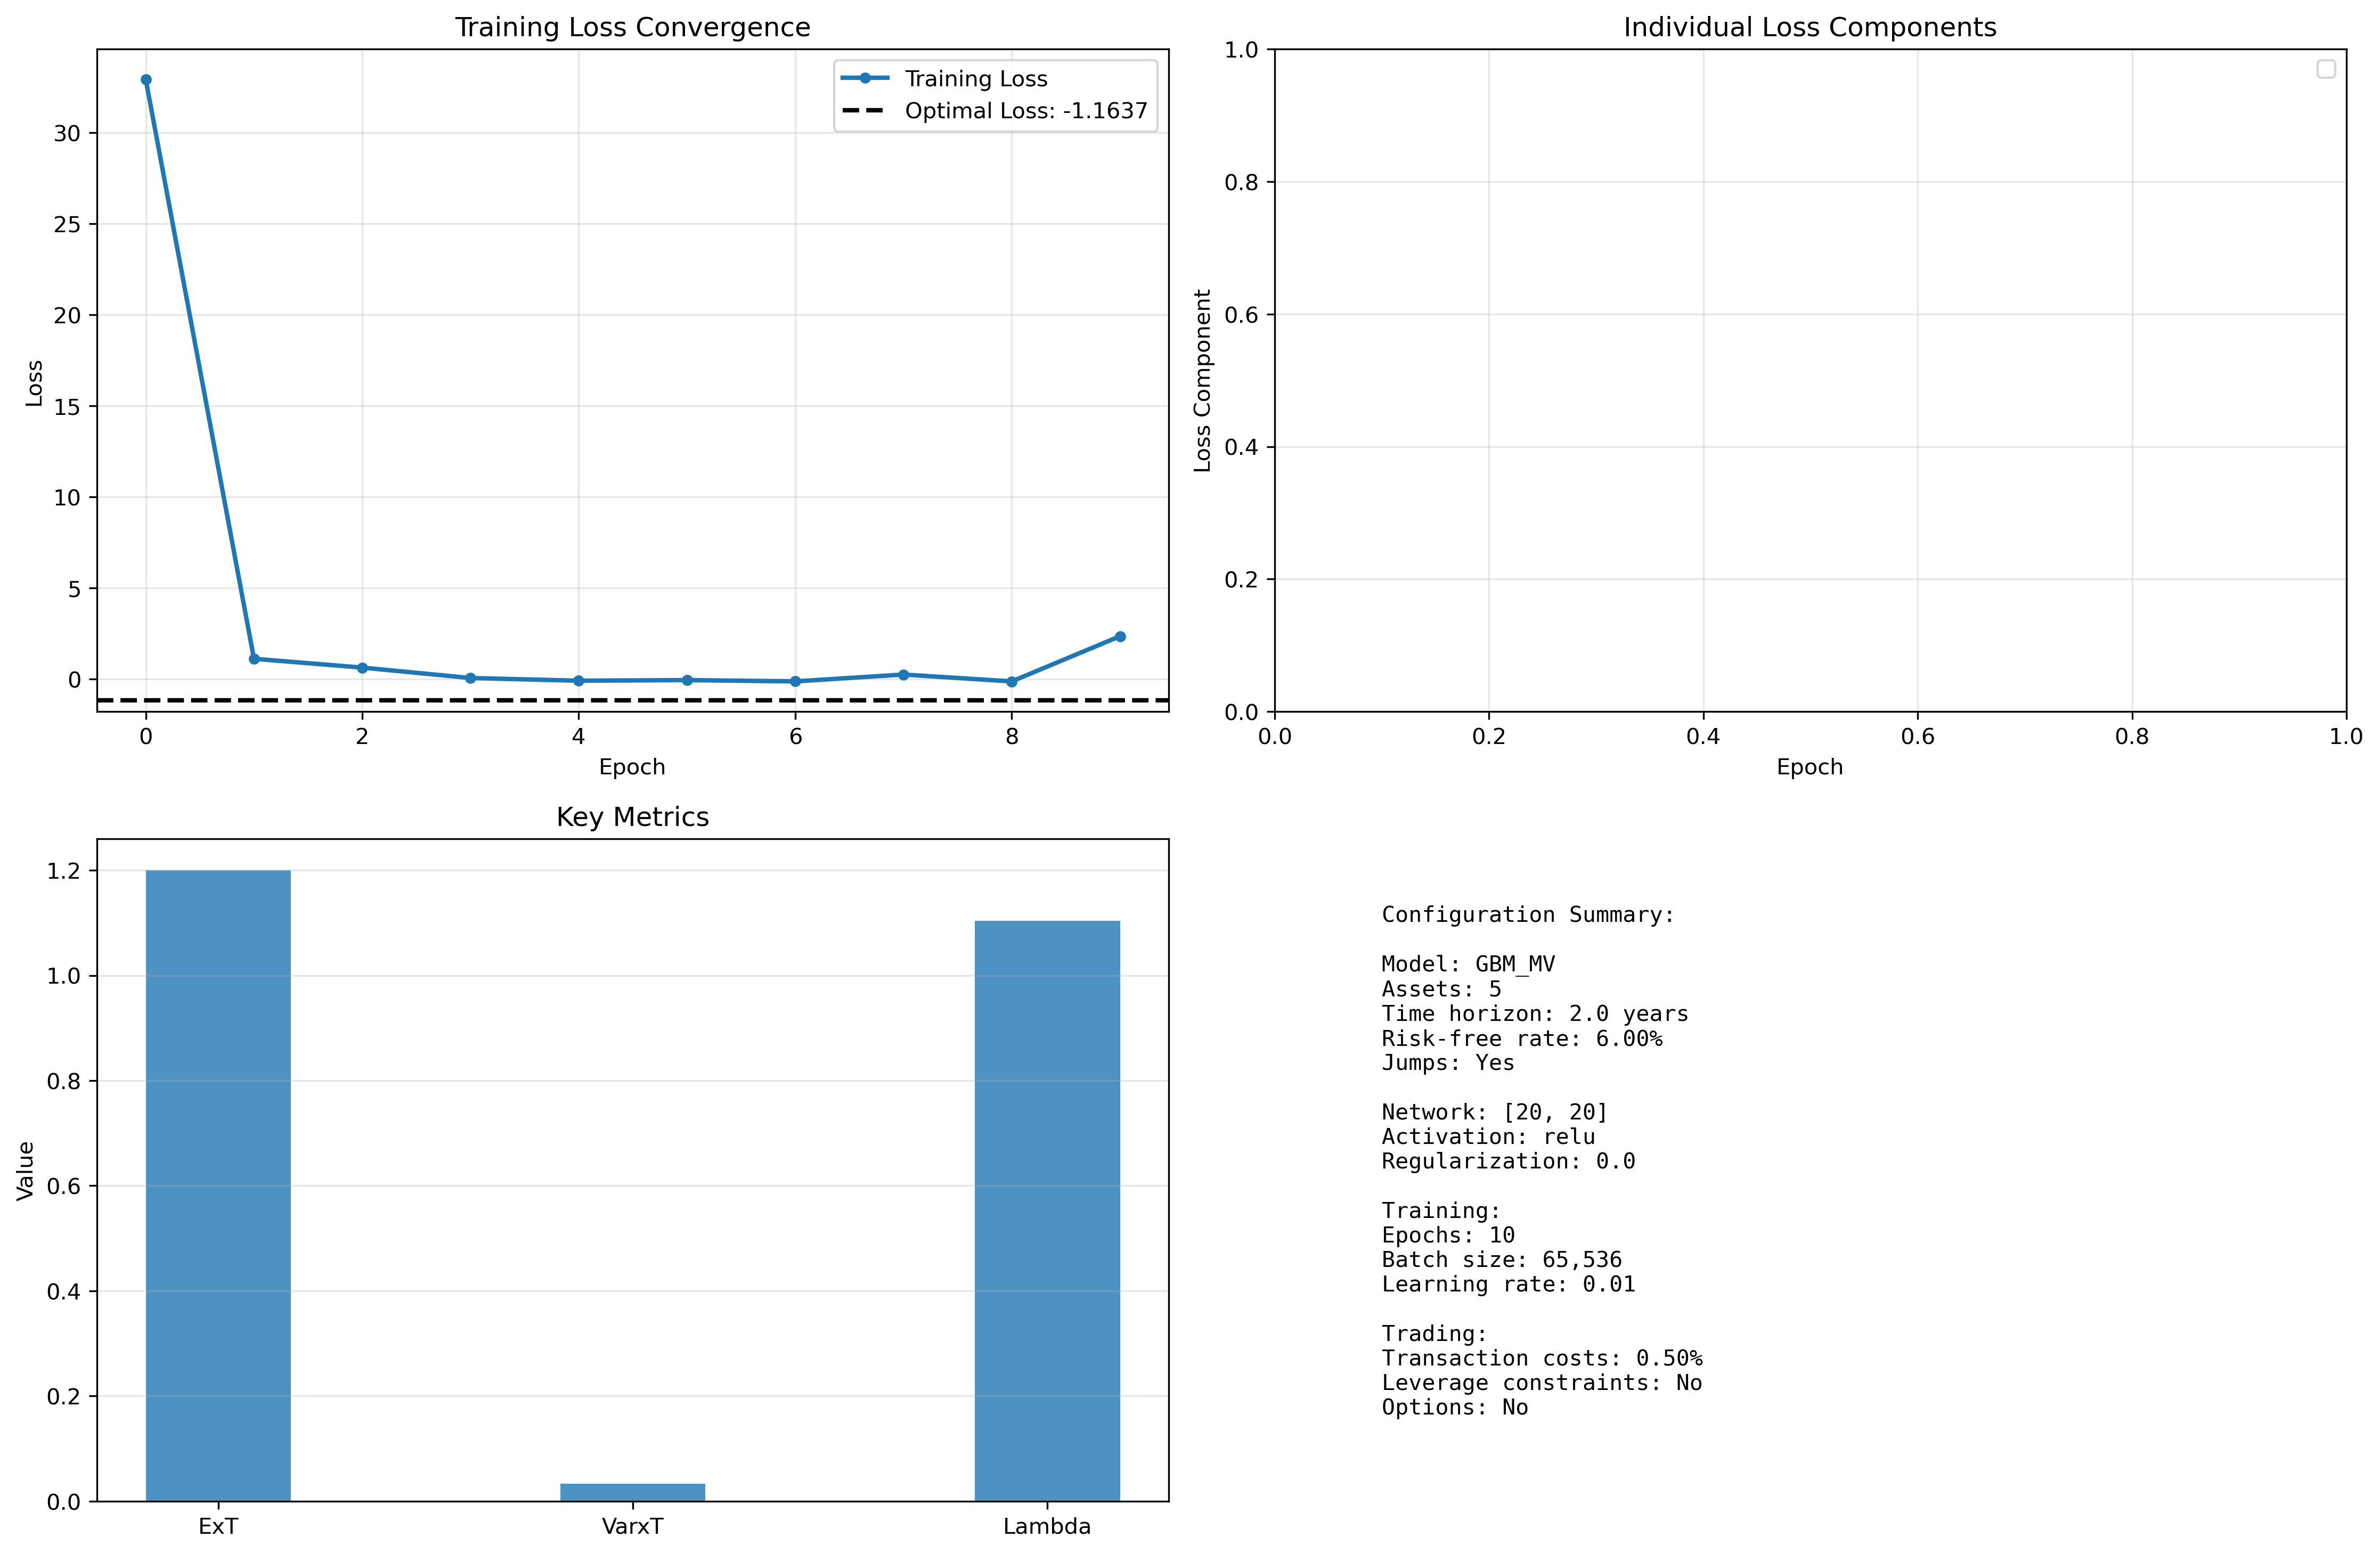 Training Loss Convergence
Training Loss
Optimal Loss: -1.1637
Loss
30
25
20
15
10
5
0
0 2 4 6 8
Epoch
Individual Loss Components
Loss Component
1.0
0.8
0.6
0.4
0.2
0.0
0.0 0.2 0.4 0.6 0.8 1.0
Epoch
Key Metrics
Value
1.2
1.0
0.8
0.6
0.4
0.2
0.0
ExT VarxT Lambda
Configuration Summary:
Model: GBM_MV
Assets: 5
Time horizon: 2.0 years
Risk-free rate: 6.00%
Jumps: Yes
Network: [20, 20]
Activation: relu
Regularization: 0.0
Training:
Epochs: 10
Batch size: 65,536
Learning rate: 0.01
Trading:
Transaction costs: 0.50%
Leverage constraints: No
Options: No